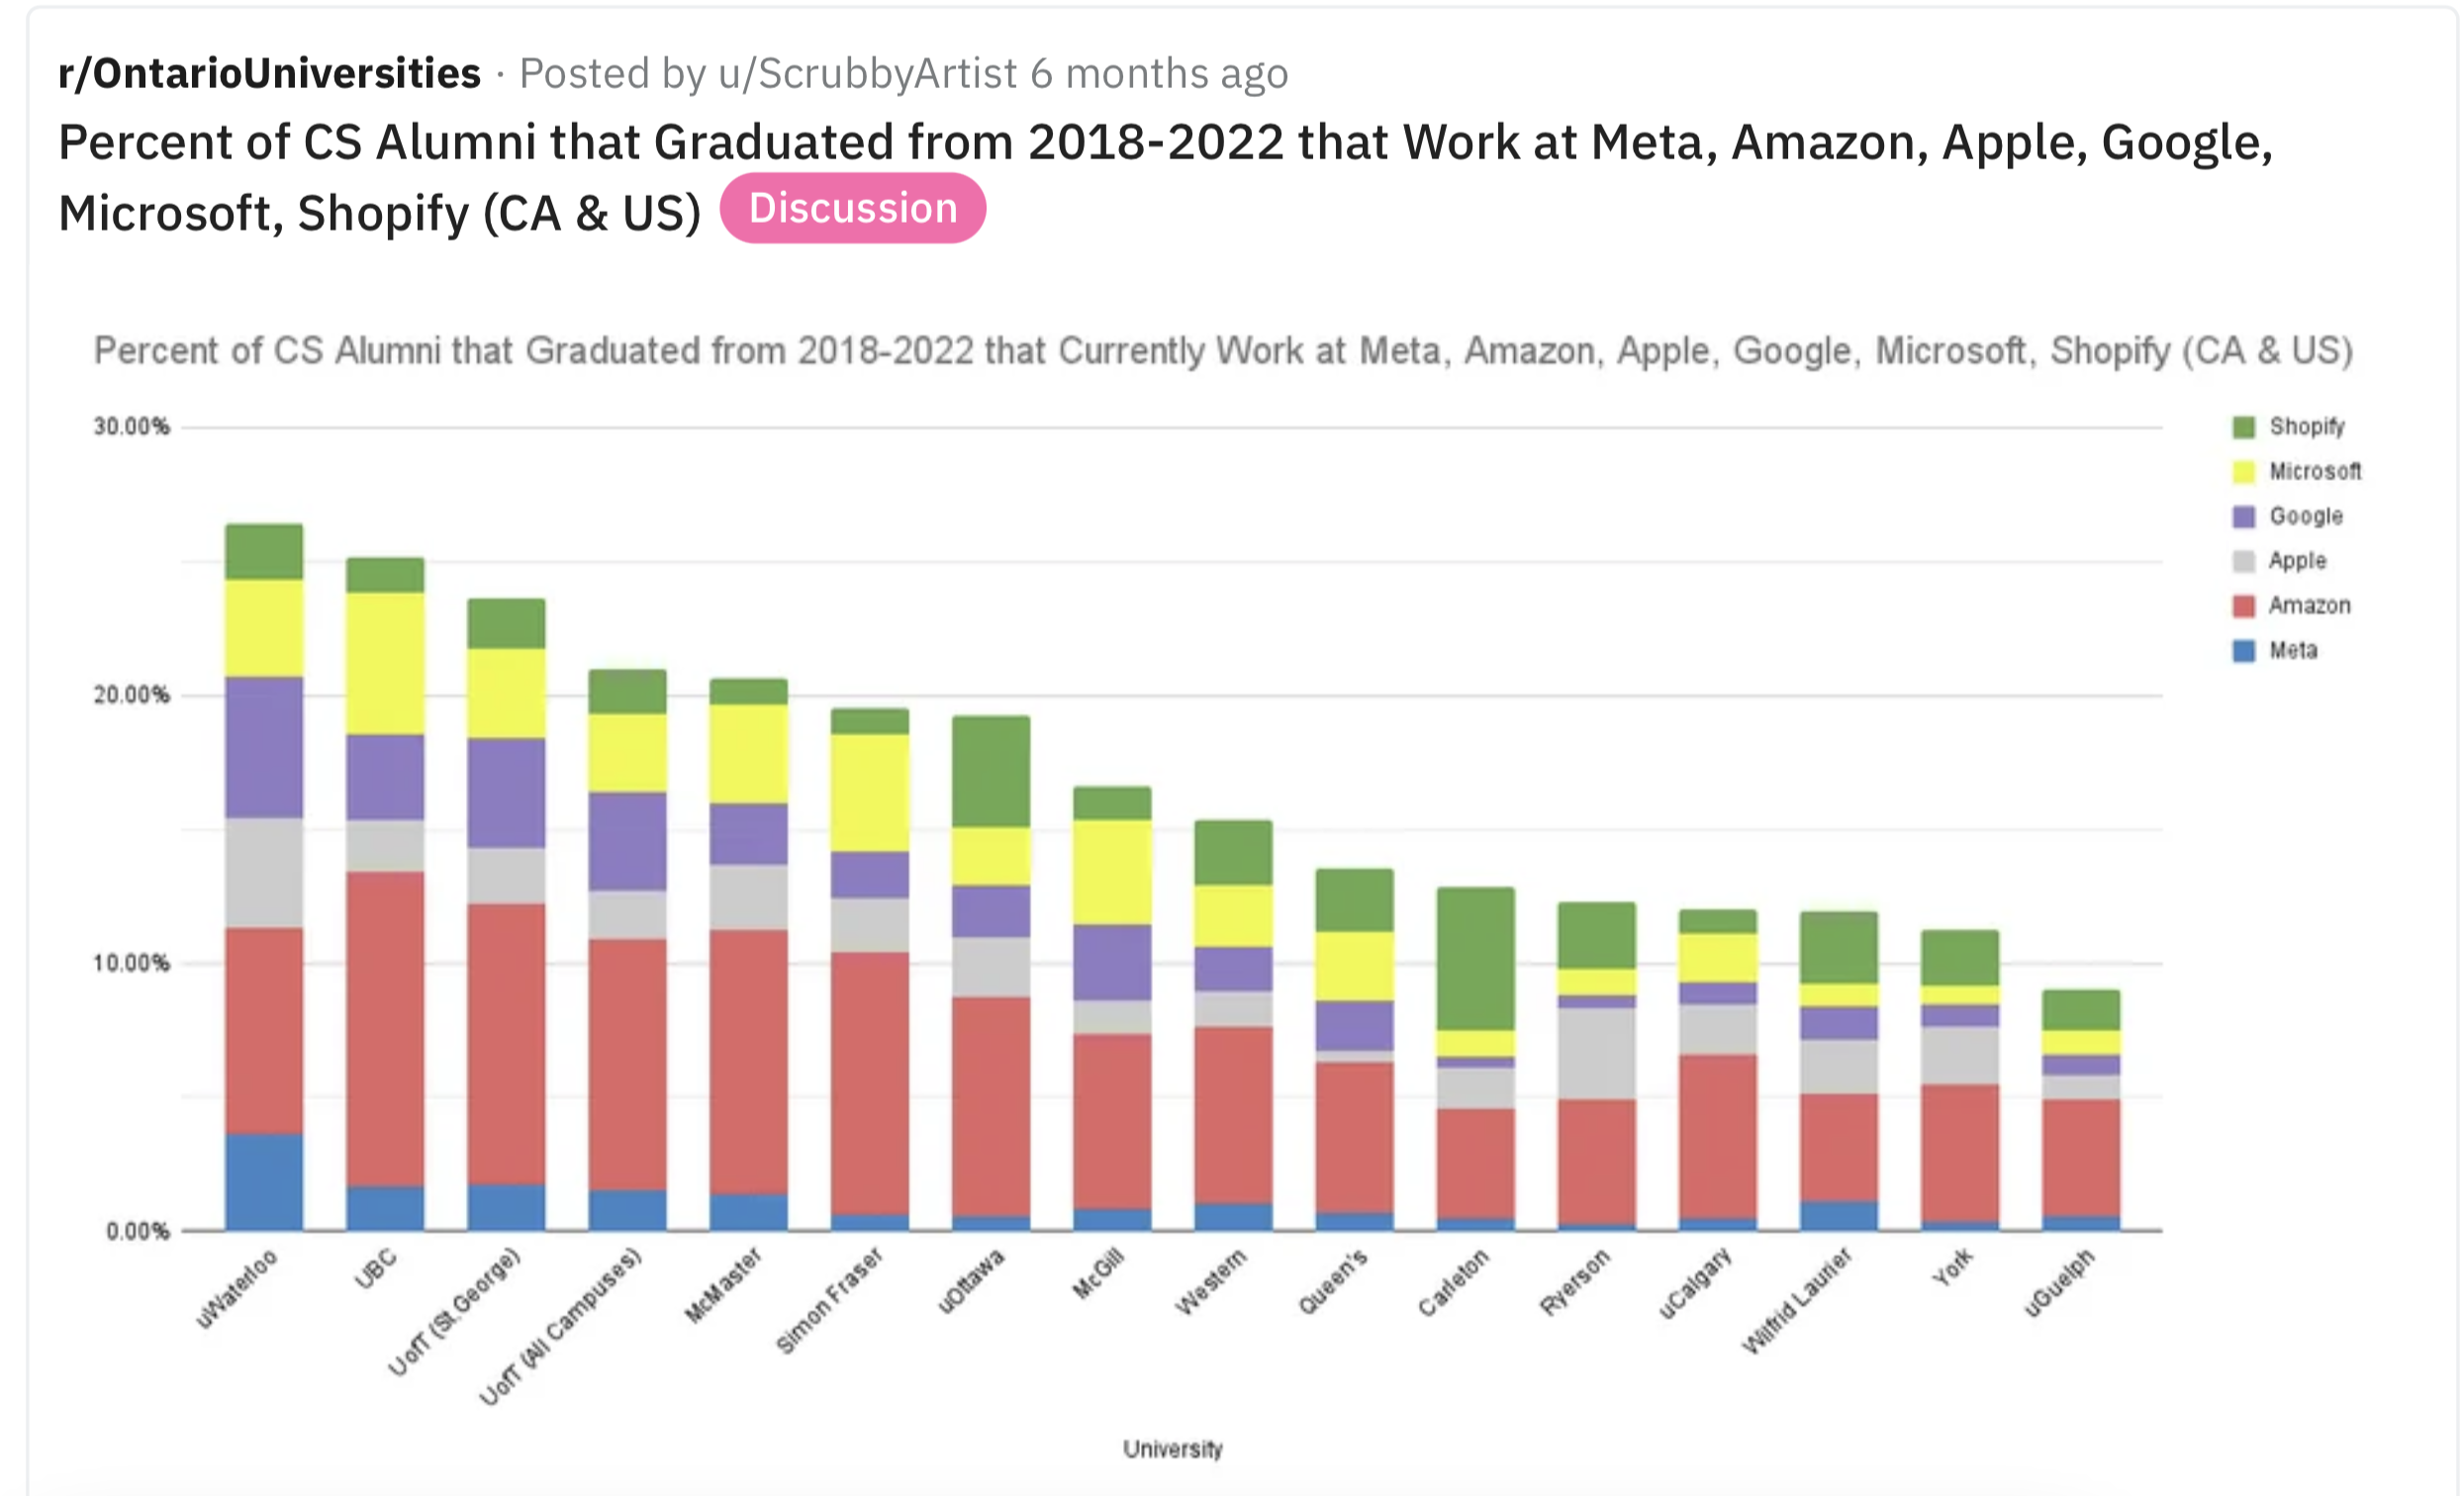 r/OntarioUniversities · Posted by u/ScrubbyArtist 6 months ago
Percent of CS Alumni that Graduated from 2018-2022 that Work at Meta, Amazon, Apple, Google,
Microsoft, Shopify (CA & US) Discussion
Percent of CS Alumni that Graduated from 2018-2022 that Currently Work at Meta, Amazon, Apple, Google, Microsoft, Shopify (CA & US)
30.00%
20.00%
10.00%
0.00%
Shopify
Microsoft
Google
Apple
Amazon
Meta
uWaterloo
UBC
UofT (St.George)
UofT (All Campuses)
McMaster
Simon Fraser
uOttawa
McGill
Western
Queen's
Carleton
Ryerson
uCalgary
Wilfrid Laurier
York
uGuelph
University